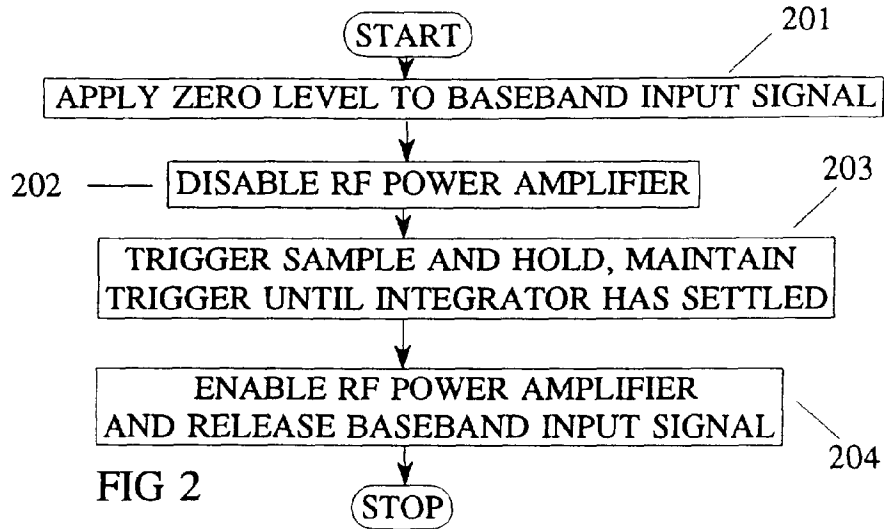 START
201
APPLY ZERO LEVEL TO BASEBAND INPUT SIGNAL
202
DISABLE RF POWER AMPLIFIER
203
TRIGGER SAMPLE AND HOLD, MAINTAIN
TRIGGER UNTIL INTEGRATOR HAS SETTLED
ENABLE RF POWER AMPLIFIER
AND RELEASE BASEBAND INPUT SIGNAL
204
FIG 2
STOP